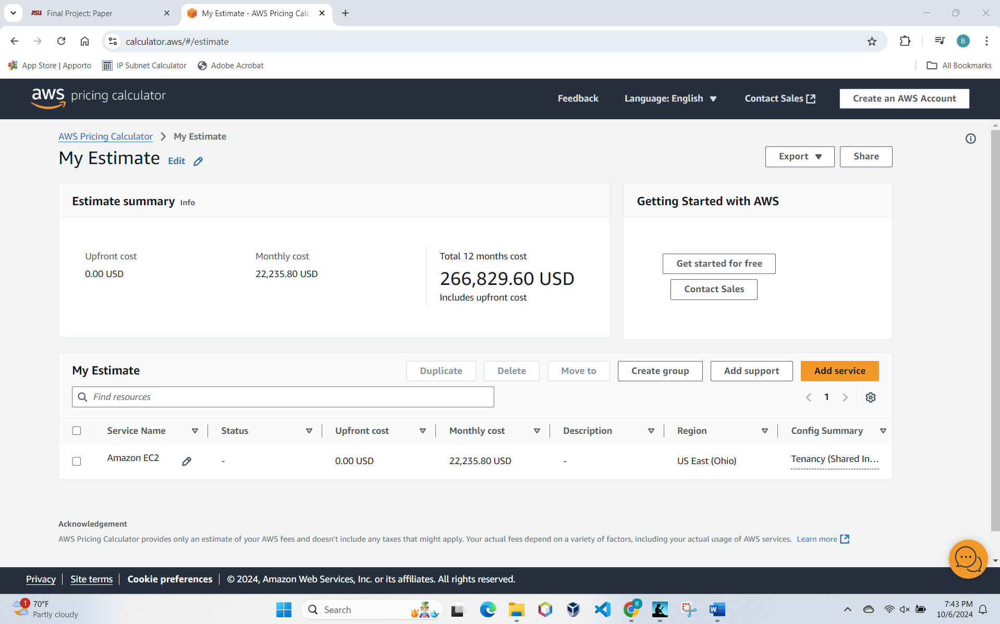 Final Project: Paper
My Estimate - AWS Pricing Calc
calculator.aws/#/estimate
B
App Store | Apporto
IP Subnet Calculator
Adobe Acrobat
All Bookmarks
aws pricing calculator
Feedback
Language: English
Contact Sales
Create an AWS Account
AWS Pricing Calculator
My Estimate
My Estimate
Edit
Export
Share
Estimate summary
Info
Upfront cost
0.00 USD
Monthly cost
22,235.80 USD
Total 12 months cost
266,829.60 USD
Includes upfront cost
Getting Started with AWS
Get started for free
Contact Sales
My Estimate
Duplicate
Delete
Move to
Create group
Add support
Add service
Find resources
1
Service Name
Status
Upfront cost
Monthly cost
Description
Region
Config Summary
Amazon EC2
-
0.00 USD
22,235.80 USD
-
US East (Ohio)
Tenancy (Shared In...
Acknowledgement
AWS Pricing Calculator provides only an estimate of your AWS fees and doesn't include any taxes that might apply. Your actual fees depend on a variety of factors, including your actual usage of AWS services. Learn more
Privacy
Site terms
Cookie preferences
© 2024, Amazon Web Services, Inc. or its affiliates. All rights reserved.
1
70°F
Partly cloudy
Search
B
W
7:43 PM
10/6/2024